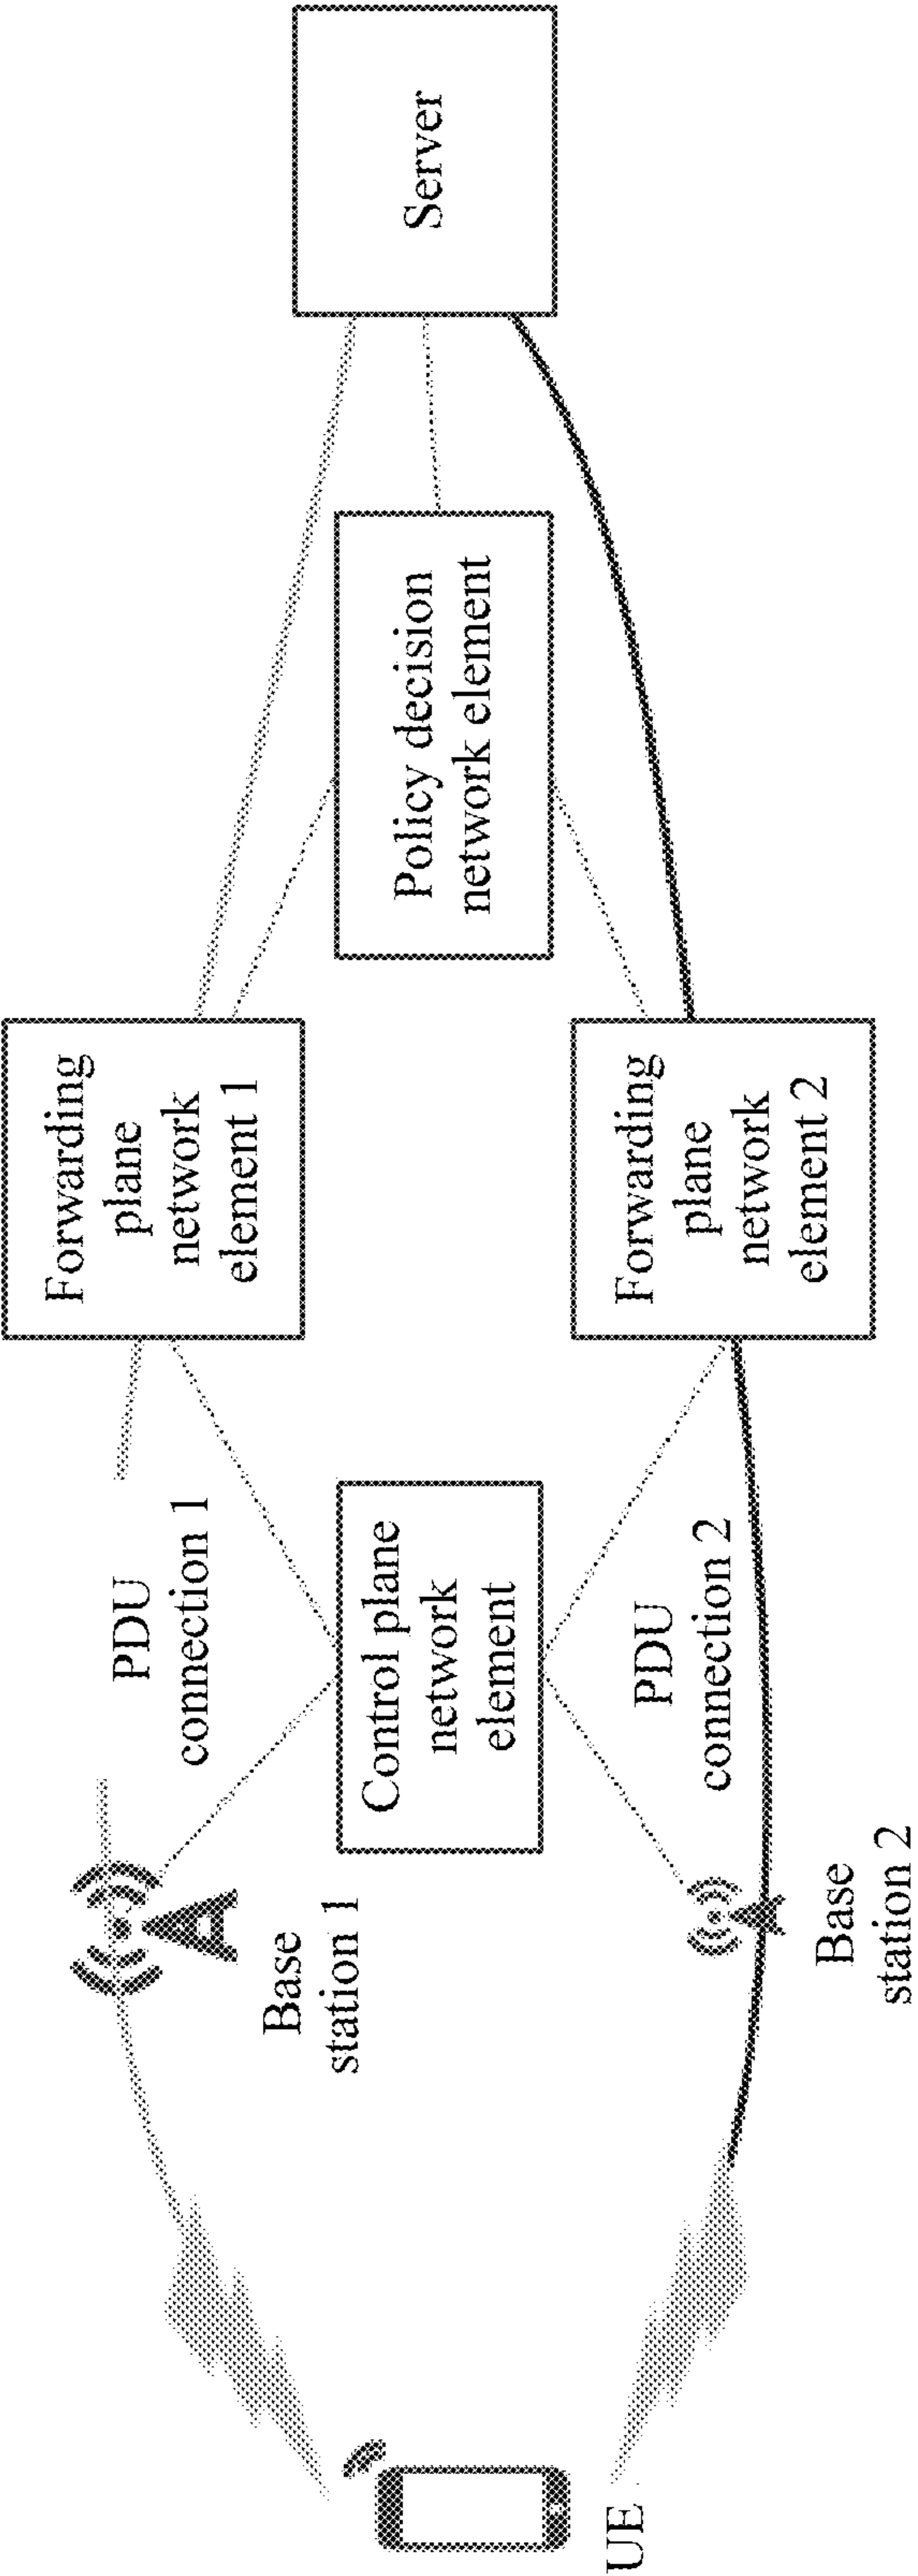 UE
Base
station 1
Base
station 2
PDU
connection 1
PDU
connection 2
Control plane
network
element
Forwarding
plane
network
element 1
Forwarding
plane
network
element 2
Policy decision
network element
Server